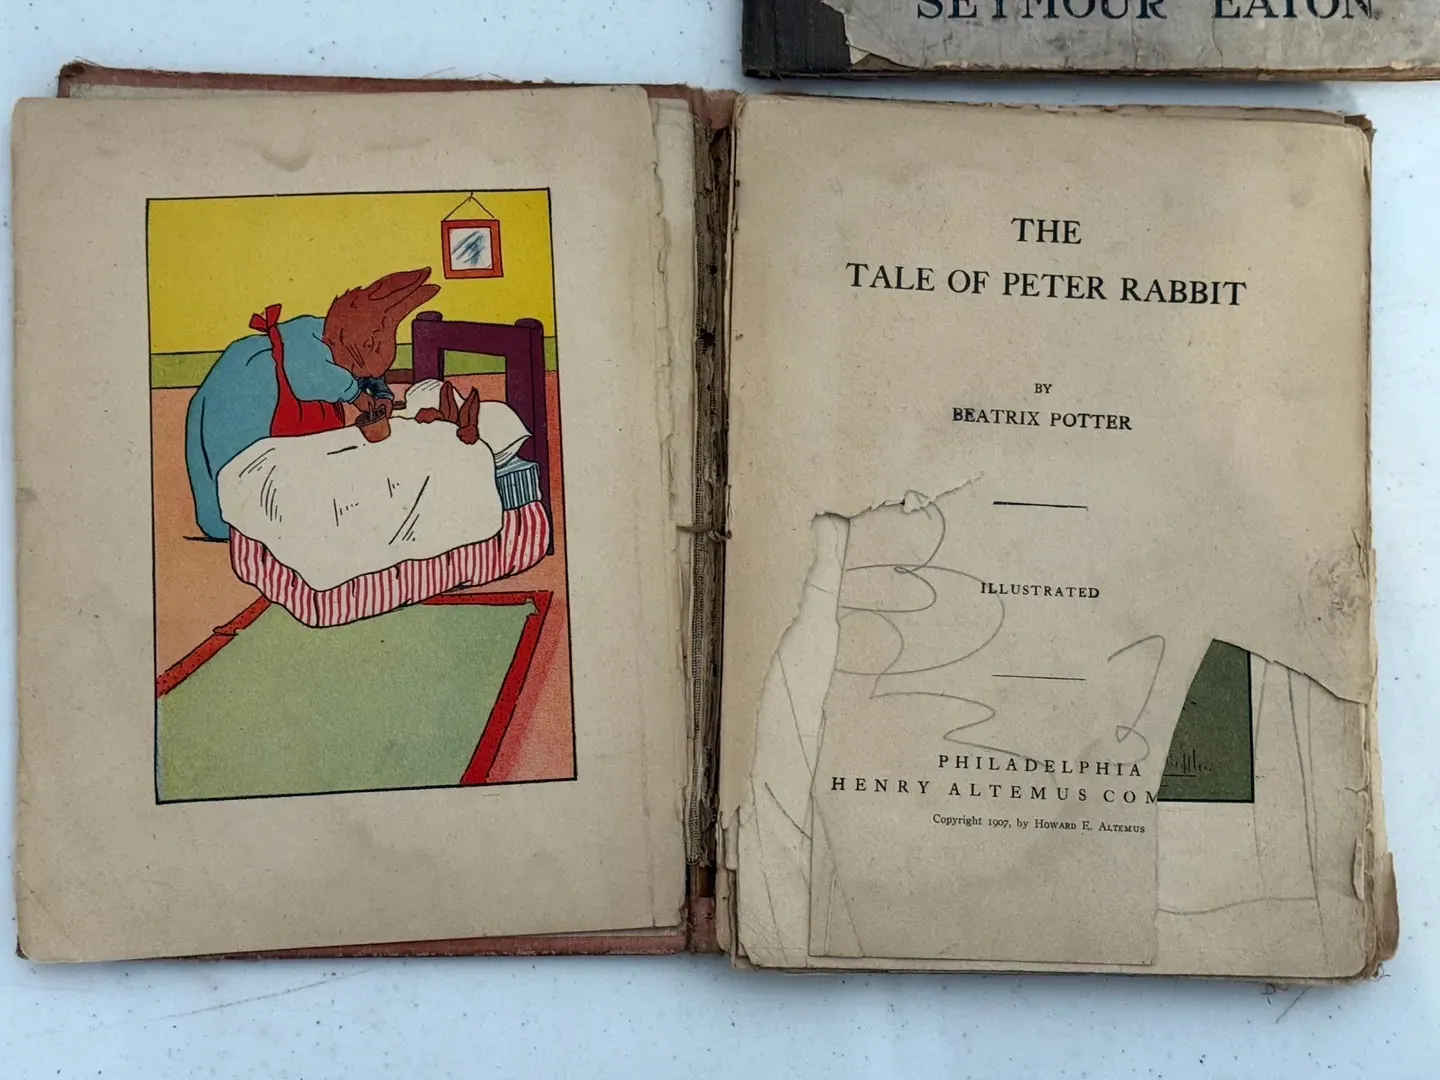 SEYMOUR EATON
THE
TALE OF PETER RABBIT
BY
BEATRIX POTTER
ILLUSTRATED
PHILADELPHIA
HENRY ALTEMUS COM
Copyright 1907, by HOWARD E. ALTEMUS